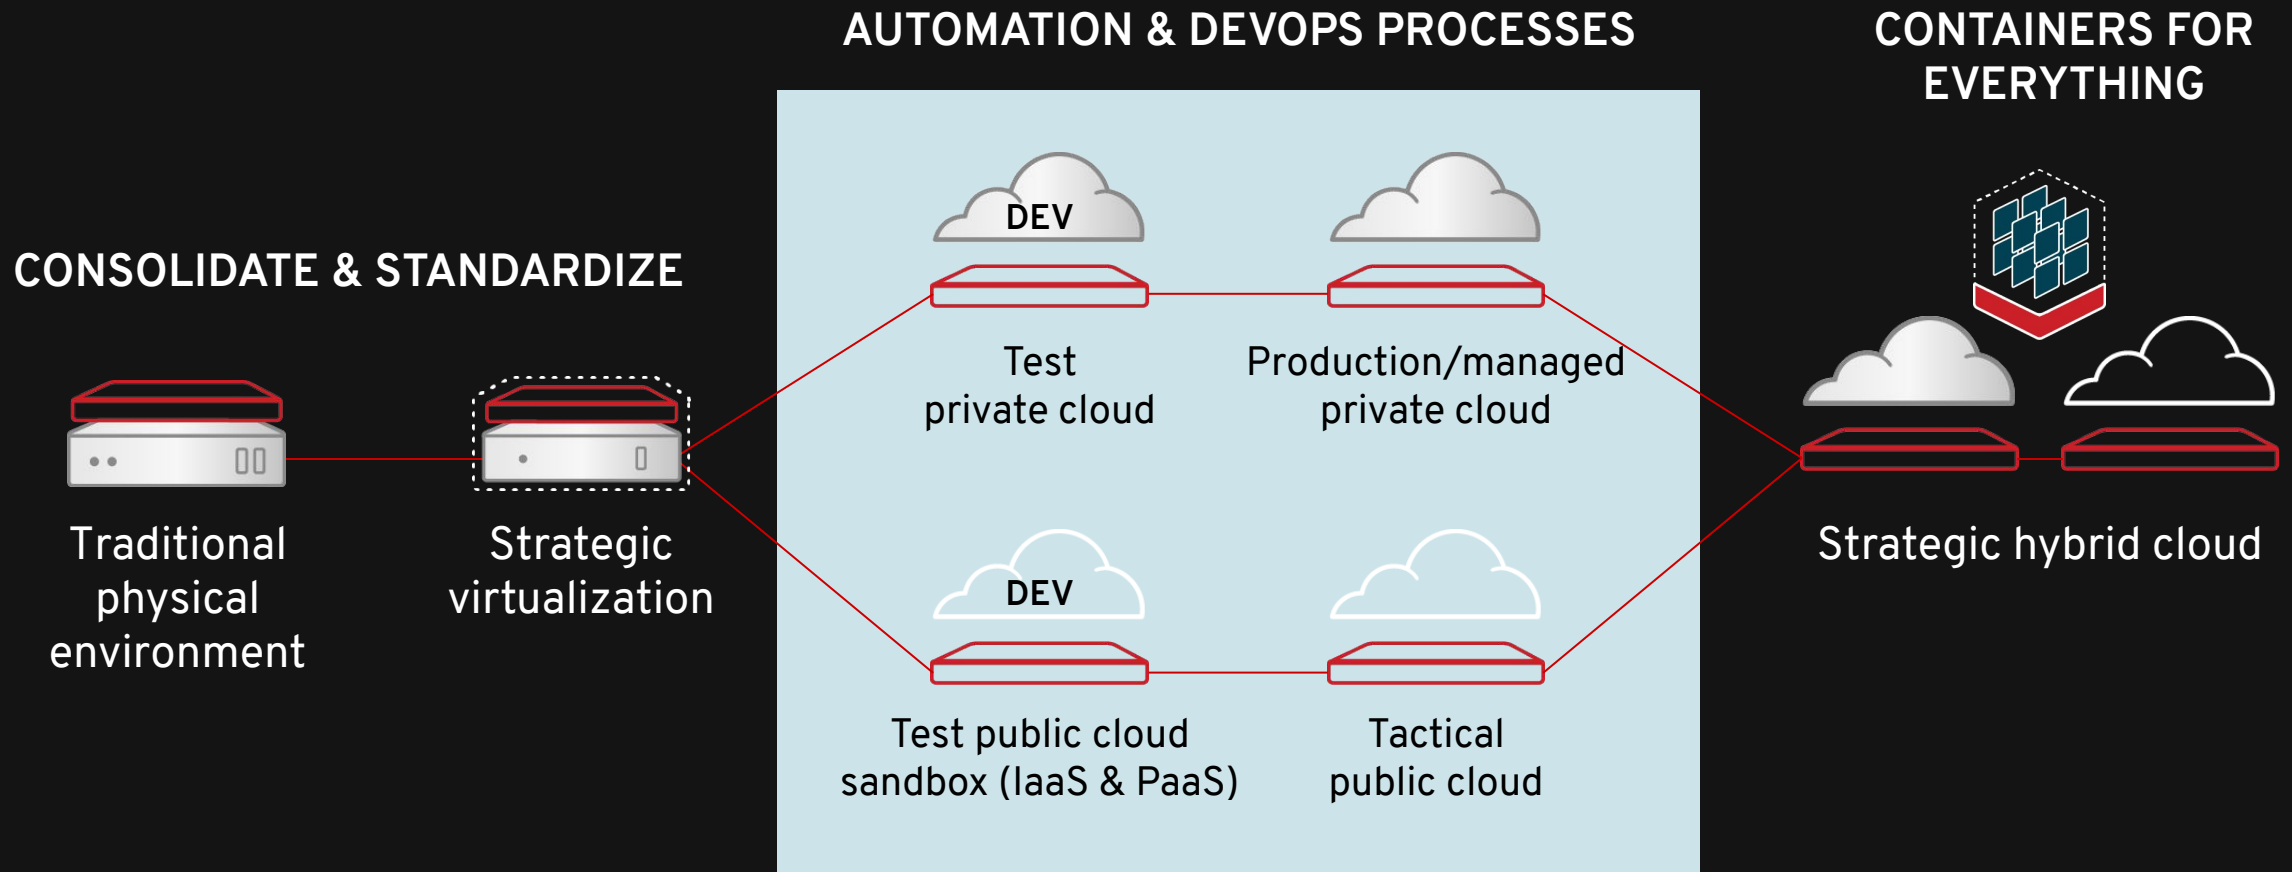 AUTOMATION & DEVOPS PROCESSES
CONTAINERS FOR
EVERYTHING
CONSOLIDATE & STANDARDIZE
DEV
Test
private cloud
Production/managed
private cloud
Traditional
physical
environment
Strategic
virtualization
Strategic hybrid cloud
DEV
Test public cloud
sandbox (IaaS & PaaS)
Tactical
public cloud